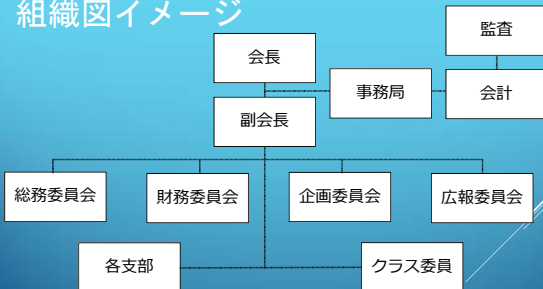 組織図イメージ
監査
会長
事務局
会計
副会長
総務委員会
財務委員会
企画委員会
広報委員会
各支部
クラス委員